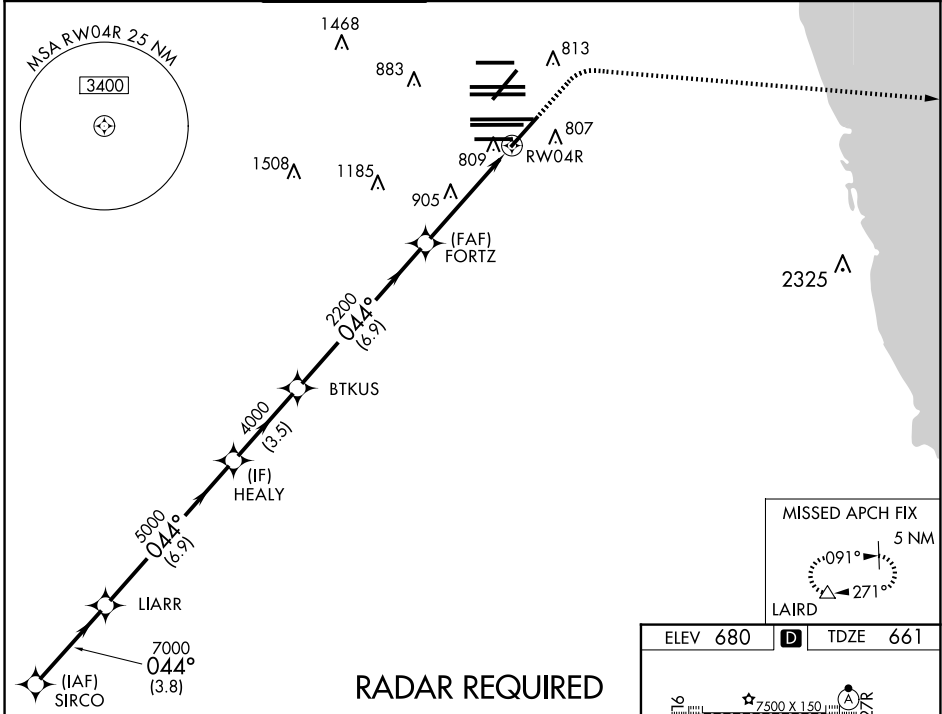 MSA RW04R 25 NM
3400
1468
883
813
807
809
RW04R
1508
1185
905
(FAF)
FORTZ
2325
2200
044°
(6.9)
BTKUS
4000
(3.5)
(IF)
HEALY
5000
044°
(6.9)
LIARR
7000
044°
(3.8)
(IAF)
SIRCO
RADAR REQUIRED
MISSED APCH FIX
5 NM
091°
271°
LAIRD
ELEV 680 D TDZE 661
7500 X 150
A
27R